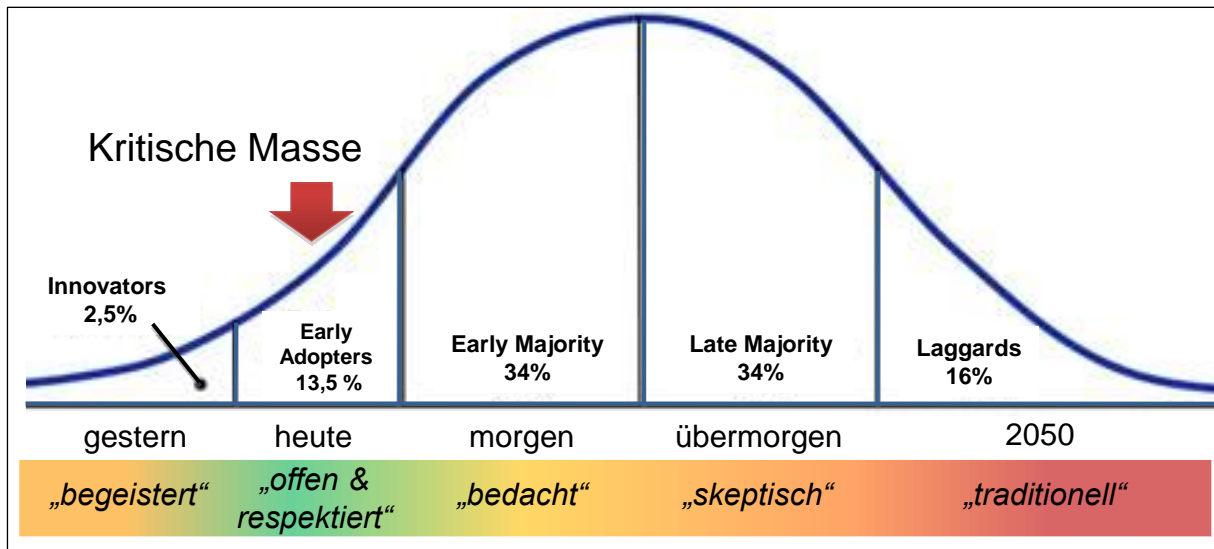 Kritische Masse
Innovators
2,5%
Early
Adopters
13,5 %
Early Majority
34%
Late Majority
34%
Laggards
16%
gestern
heute
morgen
übermorgen
2050
„begeistert“
„offen &
respektiert“
„bedacht“
„skeptisch“
„traditionell“